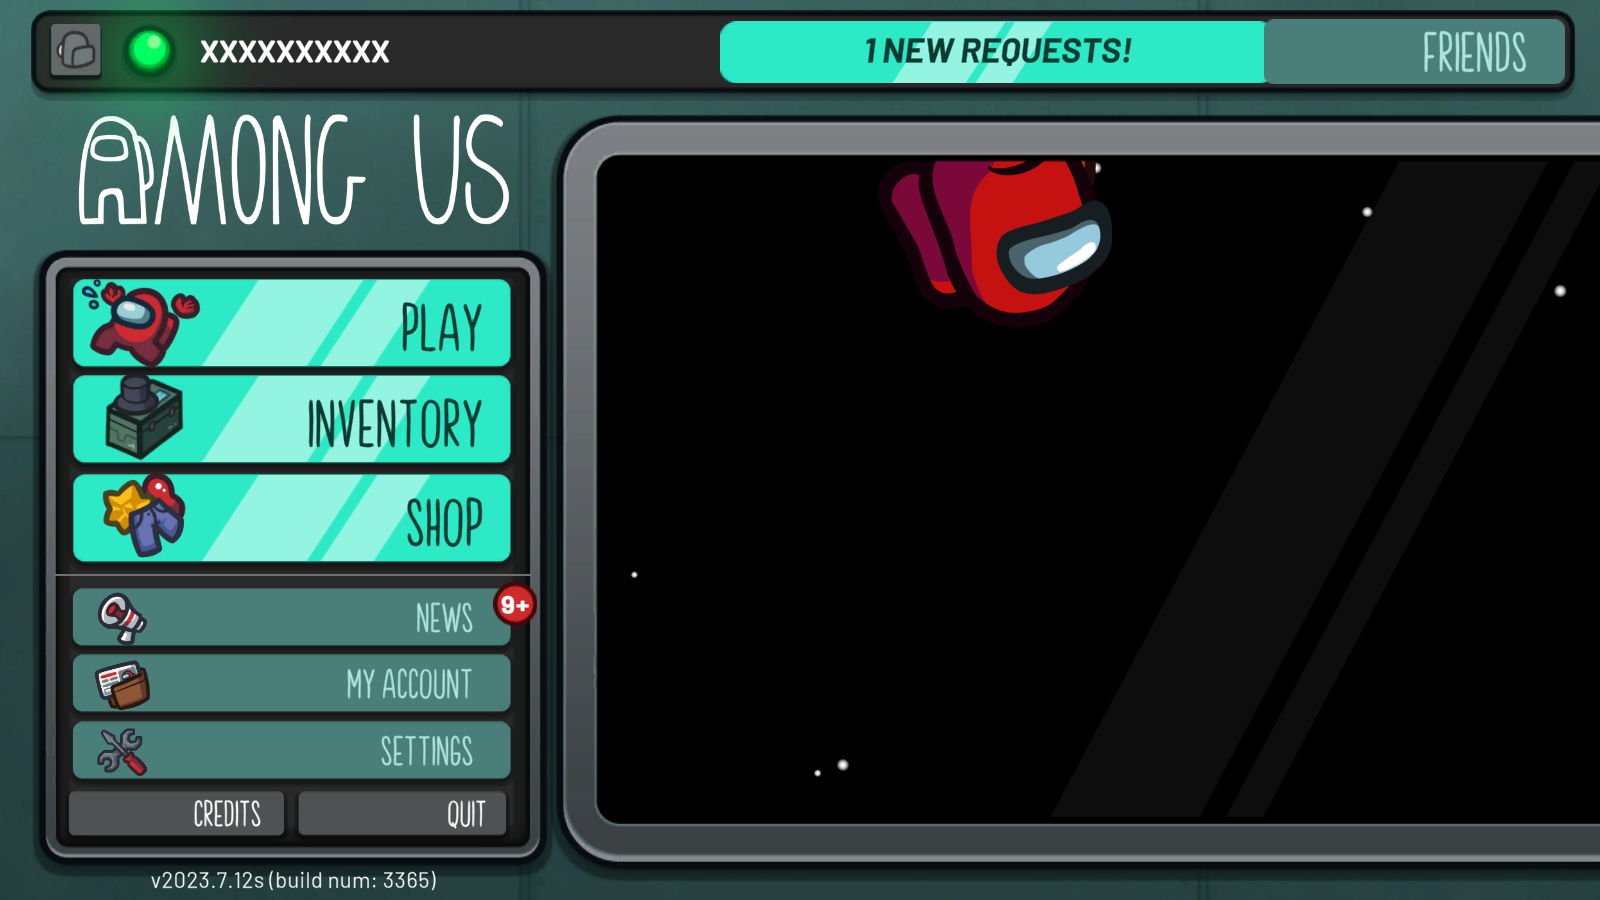 XXXXXXXXXX
1 NEW REQUESTS!
FRIENDS
AMONG US
PLAY
INVENTORY
SHOP
NEWS
9+
MY ACCOUNT
SETTINGS
CREDITS
QUIT
v2023.7.12s (build num: 3365)